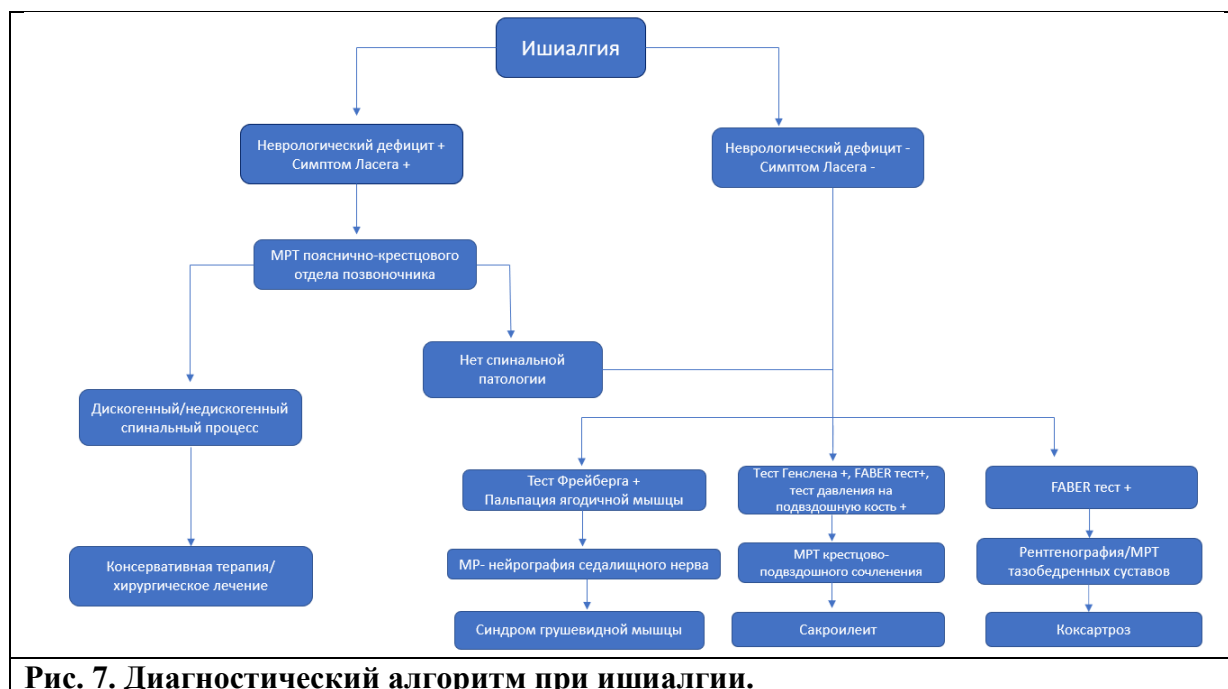 Ишиалгия
Неврологический дефицит +
Симптом Ласега +
Неврологический дефицит -
Симптом Ласега -
МРТ пояснично-крестцового
отдела позвоночника
Нет спинальной
патологии
Дискогенный/недискогенный
спинальный процесс
Консервативная терапия/
хирургическое лечение
Тест Фрейберга +
Пальпация ягодичной мышцы
МР- нейрография седалищного нерва
Синдром грушевидной мышцы
Тест Генслена +, FABER тест+,
тест давления на
подвздошную кость +
МРТ крестцово-
подвздошного сочленения
Сакроилеит
FABER тест +
Рентгенография/МРТ
тазобедренных суставов
Коксартроз
Рис. 7. Диагностический алгоритм при ишиалгии.